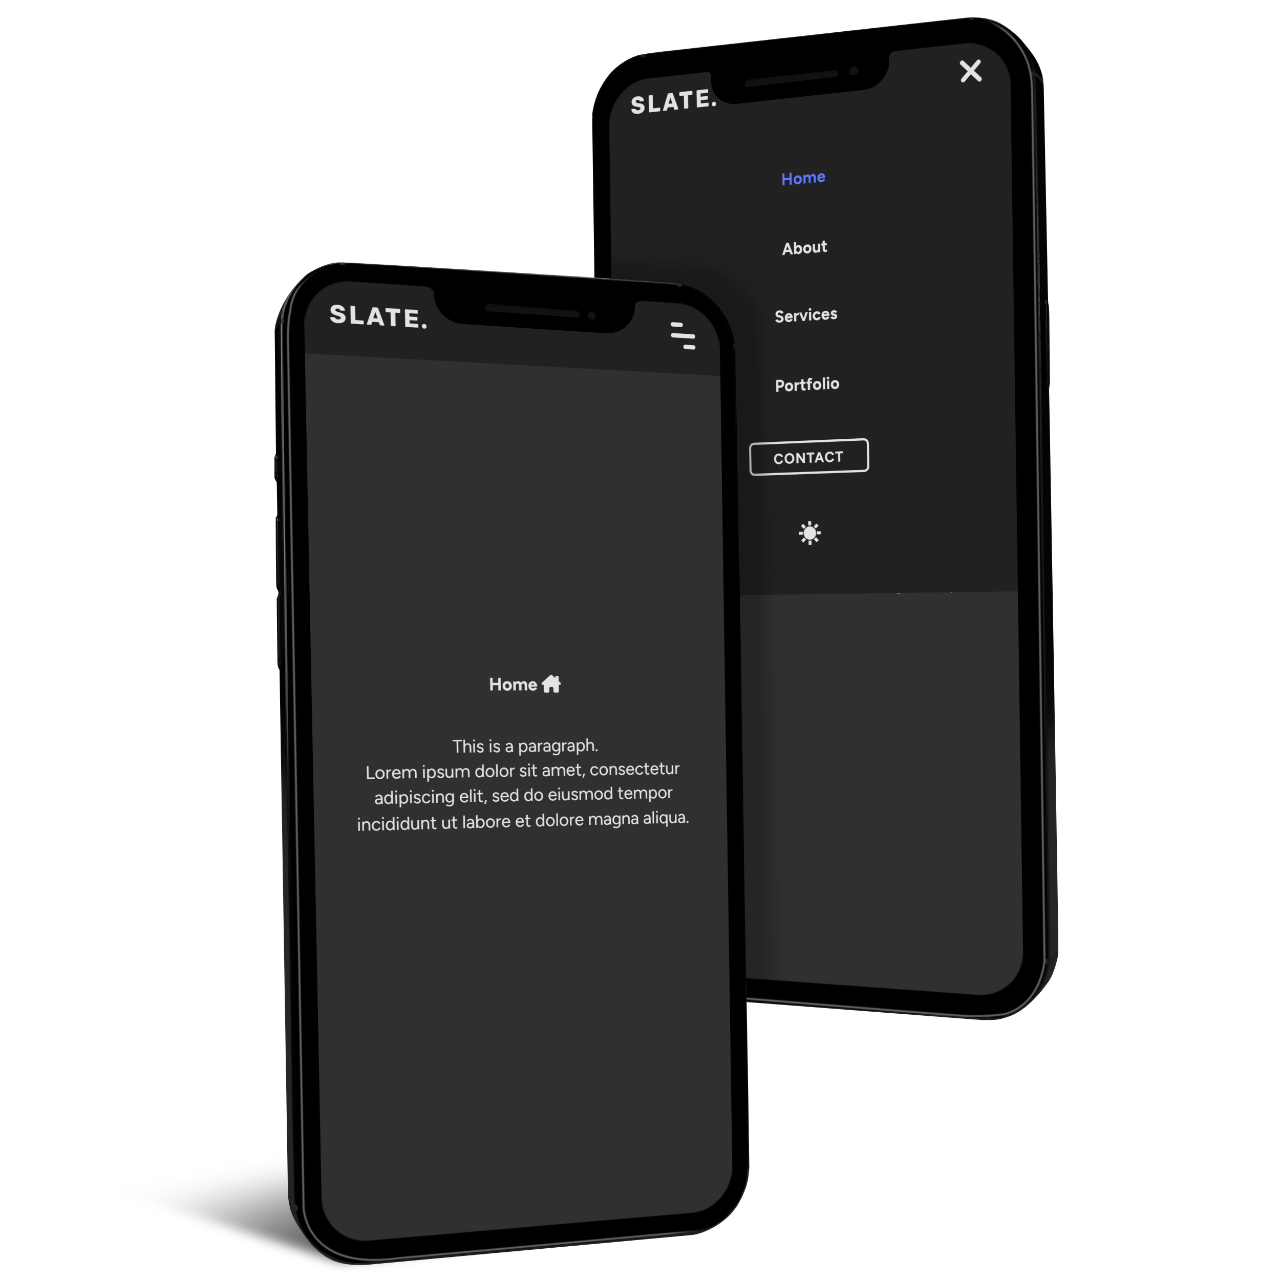 SLATE.
Home
About
Services
Portfolio
CONTACT
SLATE.
Home
This is a paragraph.
Lorem ipsum dolor sit amet, consectetur
adipiscing elit, sed do eiusmod tempor
incididunt ut labore et dolore magna aliqua.